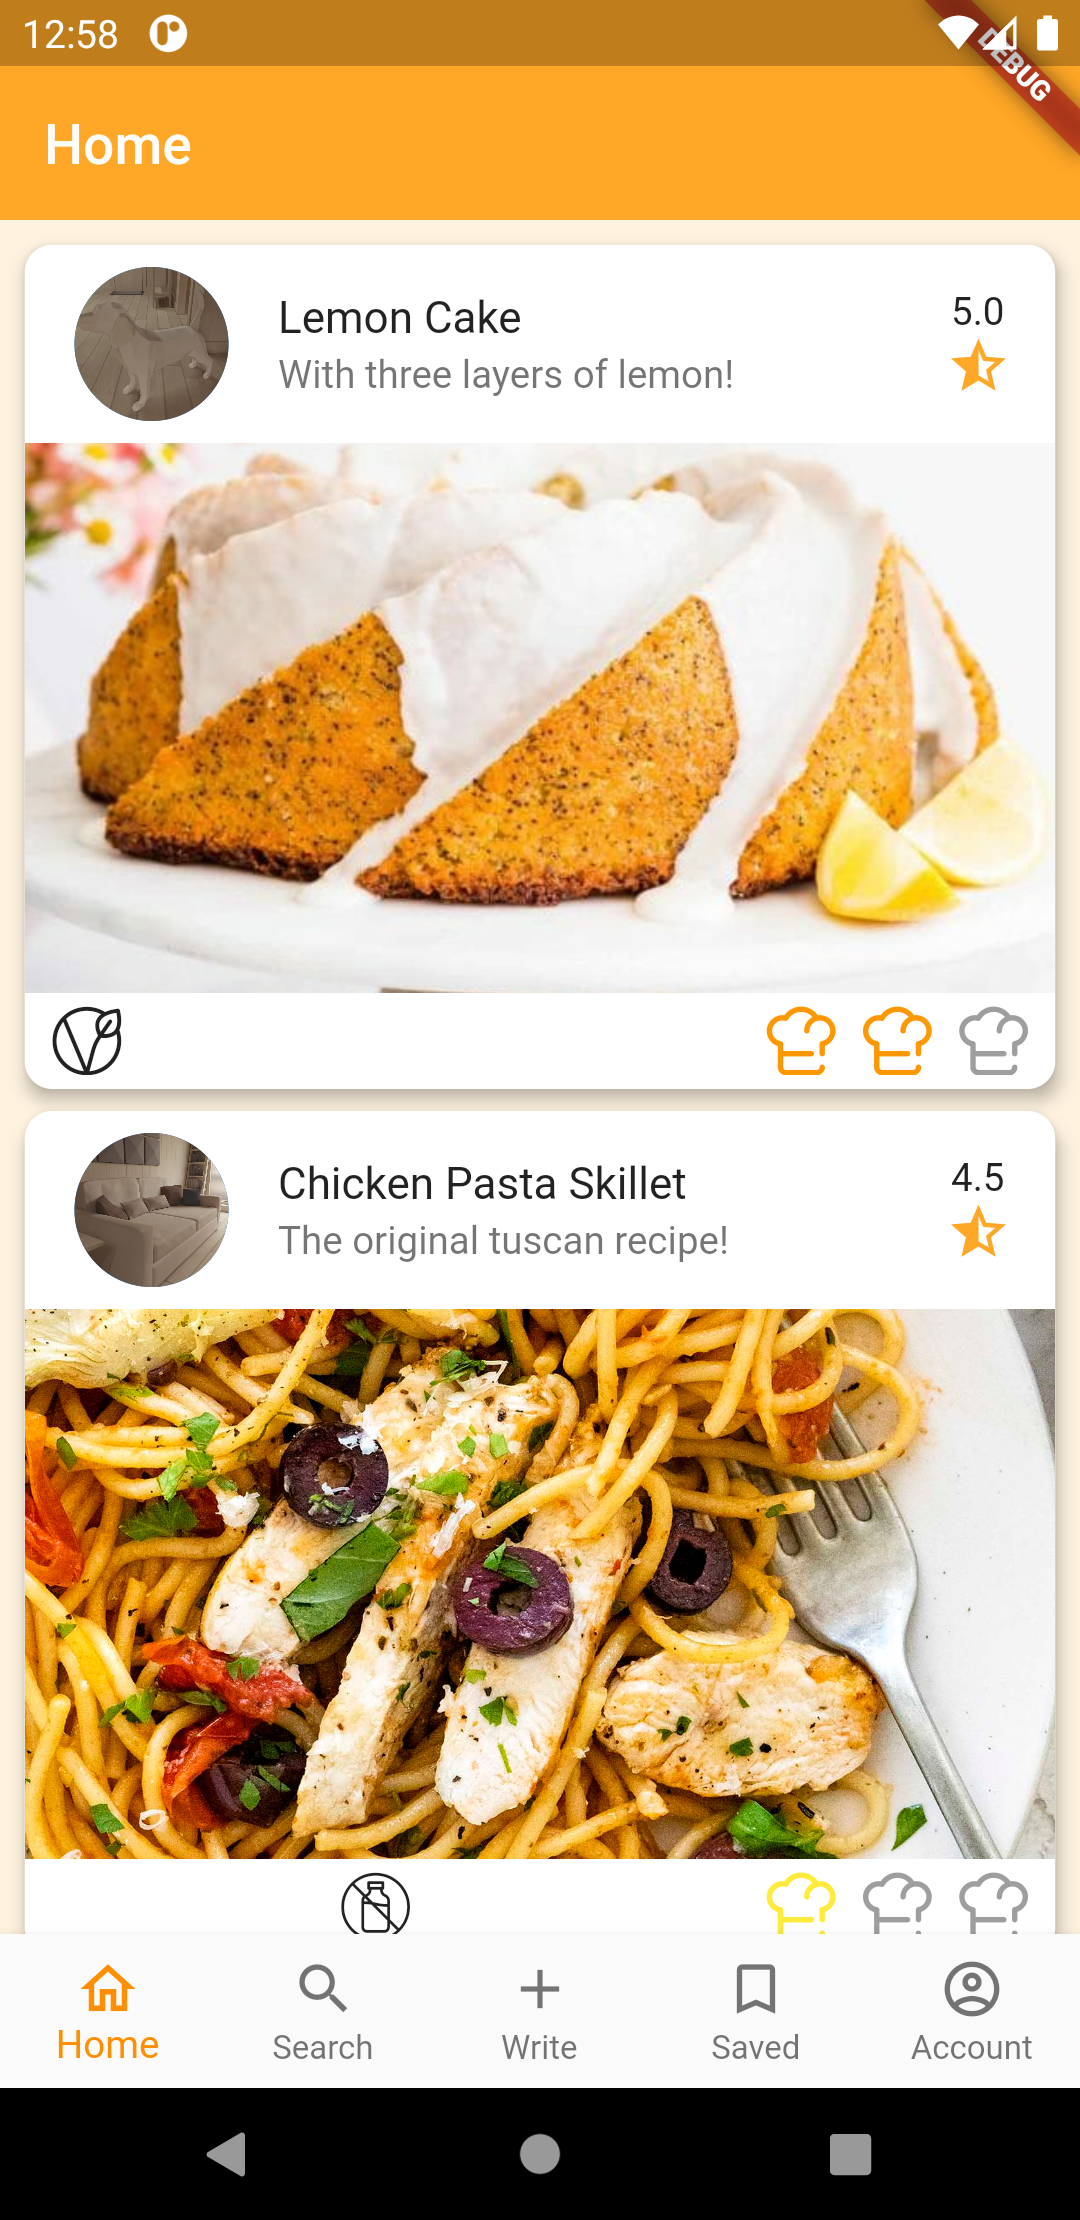 12:58
DEBUG
Home
Lemon Cake
With three layers of lemon!
5.0
Chicken Pasta Skillet
The original tuscan recipe!
4.5
Home
Search
Write
Saved
Account